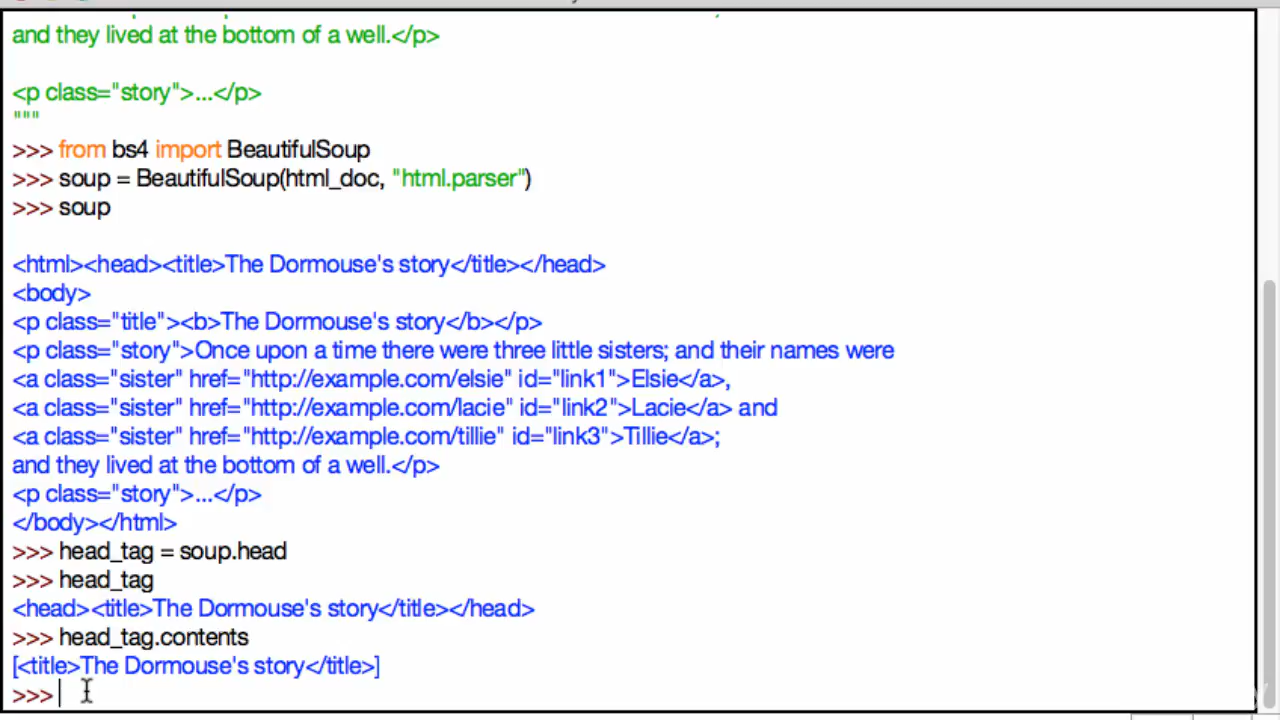 and they lived at the bottom of a well.</p>
<p class="story">...</p>
"""
>>> from bs4 import BeautifulSoup
>>> soup = BeautifulSoup(html_doc, "html.parser")
>>> soup
<html><head><title>The Dormouse's story</title></head>
<body>
<p class="title"><b>The Dormouse's story</b></p>
<p class="story">Once upon a time there were three little sisters; and their names were
<a class="sister" href="http://example.com/elsie" id="link1">Elsie</a>,
<a class="sister" href="http://example.com/lacie" id="link2">Lacie</a> and
<a class="sister" href="http://example.com/tillie" id="link3">Tillie</a>;
and they lived at the bottom of a well.</p>
<p class="story">...</p>
</body></html>
>>> head_tag = soup.head
>>> head_tag
<head><title>The Dormouse's story</title></head>
>>> head_tag.contents
[<title>The Dormouse's story</title>]
>>>